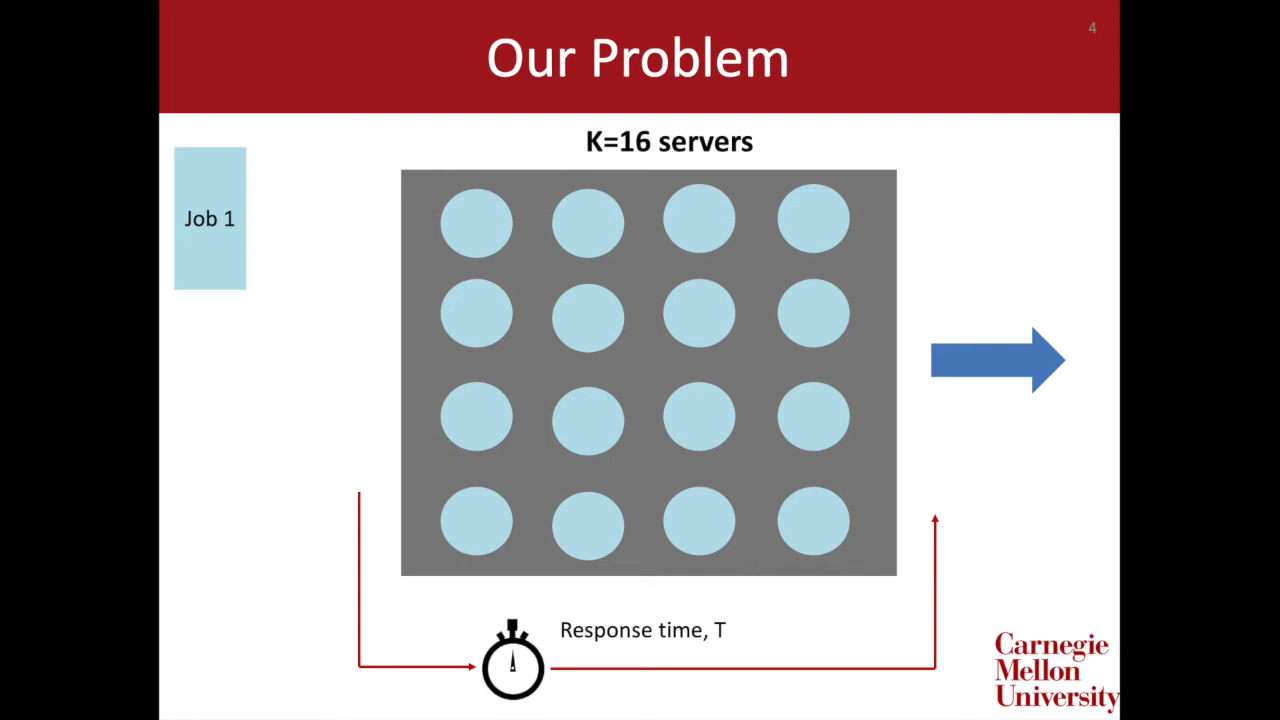 Our Problem
4
K=16 servers
Job 1
Response time, T
Carnegie
Mellon
University